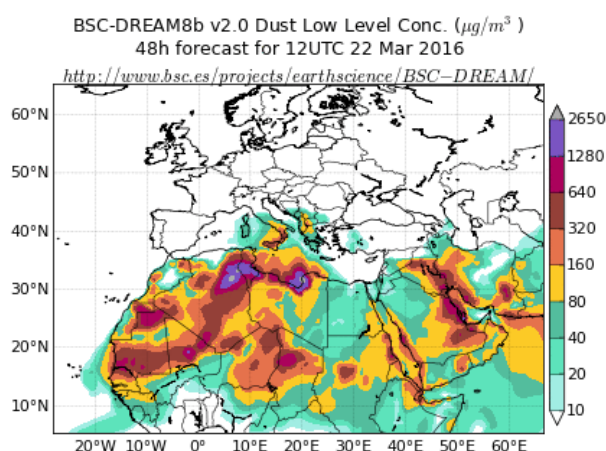 BSC-DREAM8b v2.0 Dust Low Level Conc. (μg/m³ )
48h forecast for 12UTC 22 Mar 2016
http://www.bsc.es/projects/earthscience/BSC−DREAM/
60°N
50°N
40°N
30°N
20°N
10°N
20°W
10°W
0°
10°E
20°E
30°E
40°E
50°E
60°E
2650
1280
640
320
160
80
40
20
10